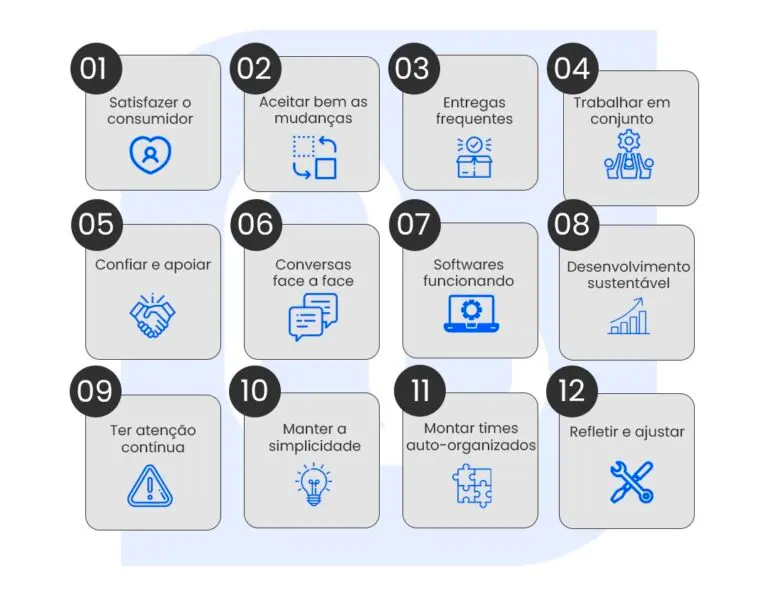 01
Satisfazer o
consumidor
02
Aceitar bem as
mudanças
03
Entregas
frequentes
04
Trabalhar em
conjunto
05
Confiar e apoiar
06
Conversas
face a face
07
Softwares
funcionando
08
Desenvolvimento
sustentável
09
Ter atenção
contínua
10
Manter a
simplicidade
11
Montar times
auto-organizados
12
Refletir e ajustar